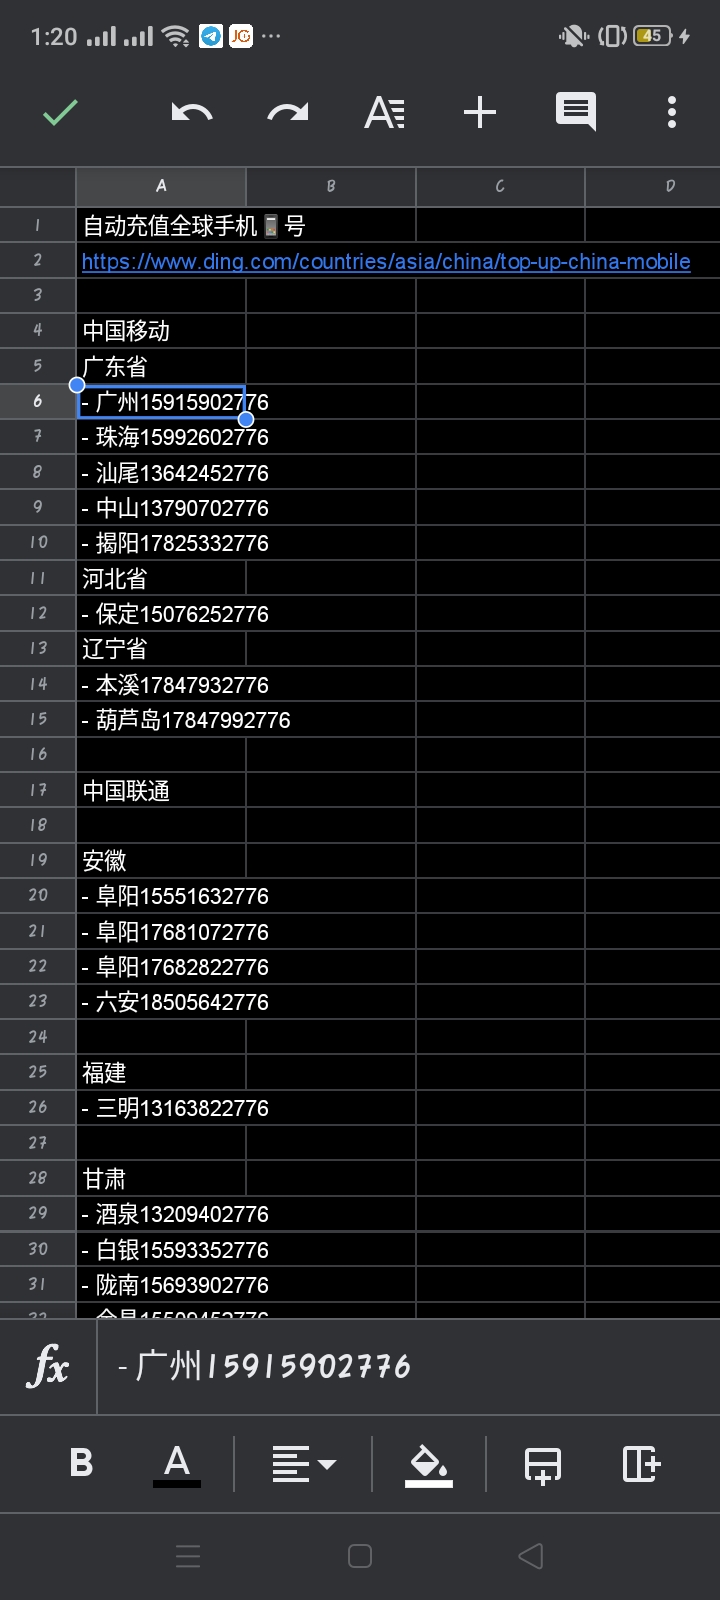 1:20 JG ... 45
A B C D
1 自动充值全球手机📱号
2 https://www.ding.com/countries/asia/china/top-up-china-mobile
3
4 中国移动
5 广东省
6 - 广州15915902776
7 - 珠海15992602776
8 - 汕尾13642452776
9 - 中山13790702776
10 - 揭阳17825332776
11 河北省
12 - 保定15076252776
13 辽宁省
14 - 本溪17847932776
15 - 葫芦岛17847992776
16
17 中国联通
18
19 安徽
20 - 阜阳15551632776
21 - 阜阳17681072776
22 - 阜阳17682822776
23 - 六安18505642776
24
25 福建
26 - 三明13163822776
27
28 甘肃
29 - 酒泉13209402776
30 - 白银15593352776
31 - 陇南15693902776
fx - 广州15915902776
B A